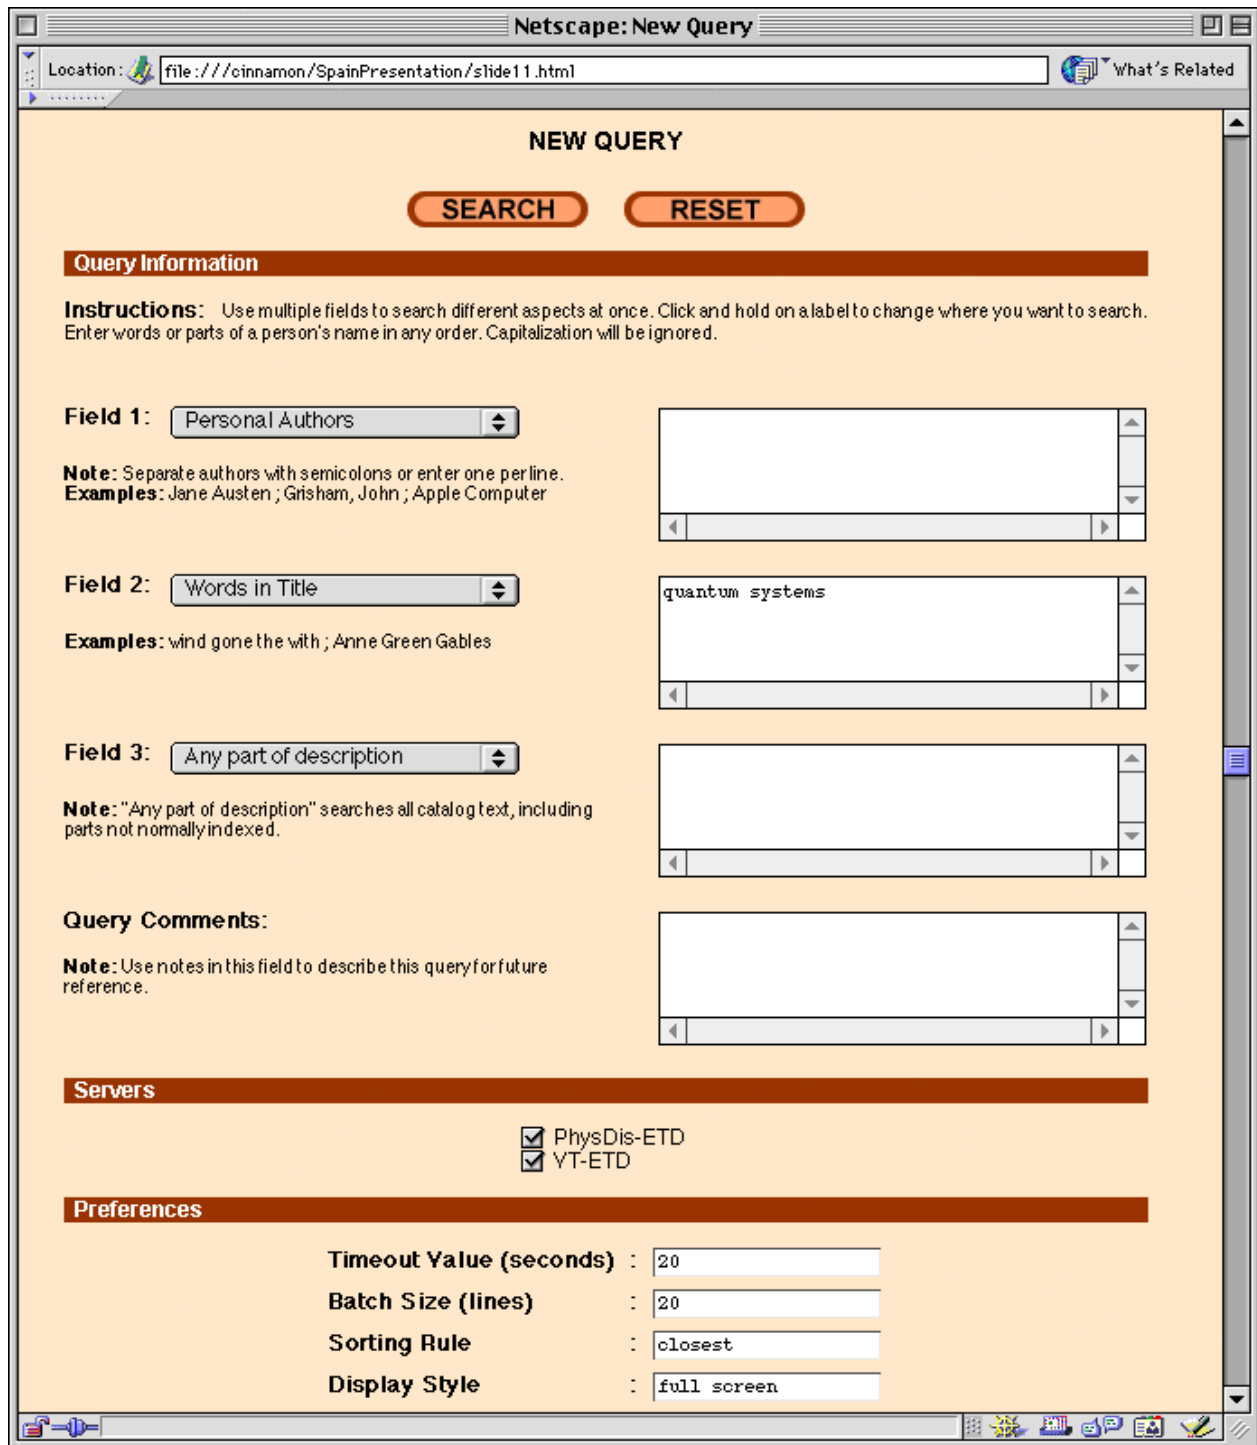 Netscape: New Query
Location: file:///cinnamon/SpainPresentation/slide11.html What's Related
NEW QUERY
SEARCH RESET
Query Information
Instructions: Use multiple fields to search different aspects at once. Click and hold on a label to change where you want to search.
Enter words or parts of a person's name in any order. Capitalization will be ignored.
Field 1: Personal Authors
Note: Separate authors with semicolons or enter one per line.
Examples: Jane Austen ; Grisham, John ; Apple Computer
Field 2: Words in Title
quantum systems
Examples: wind gone the with ; Anne Green Gables
Field 3: Any part of description
Note: "Any part of description" searches all catalog text, including
parts not normally indexed.
Query Comments:
Note: Use notes in this field to describe this query for future
reference.
Servers
PhysDis-ETD
VT-ETD
Preferences
Timeout Value (seconds) : 20
Batch Size (lines) : 20
Sorting Rule : closest
Display Style : full screen